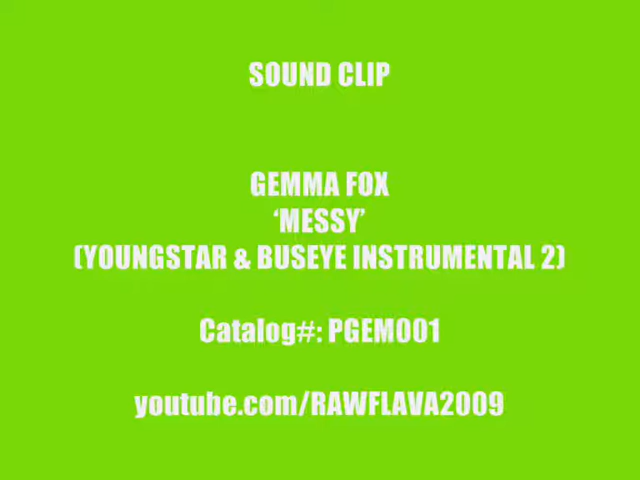 SOUND CLIP
GEMMA FOX
‘MESSY’
(YOUNGSTAR & BUSEYE INSTRUMENTAL 2)
Catalog#: PGEM001
youtube.com/RAWFLAVA2009